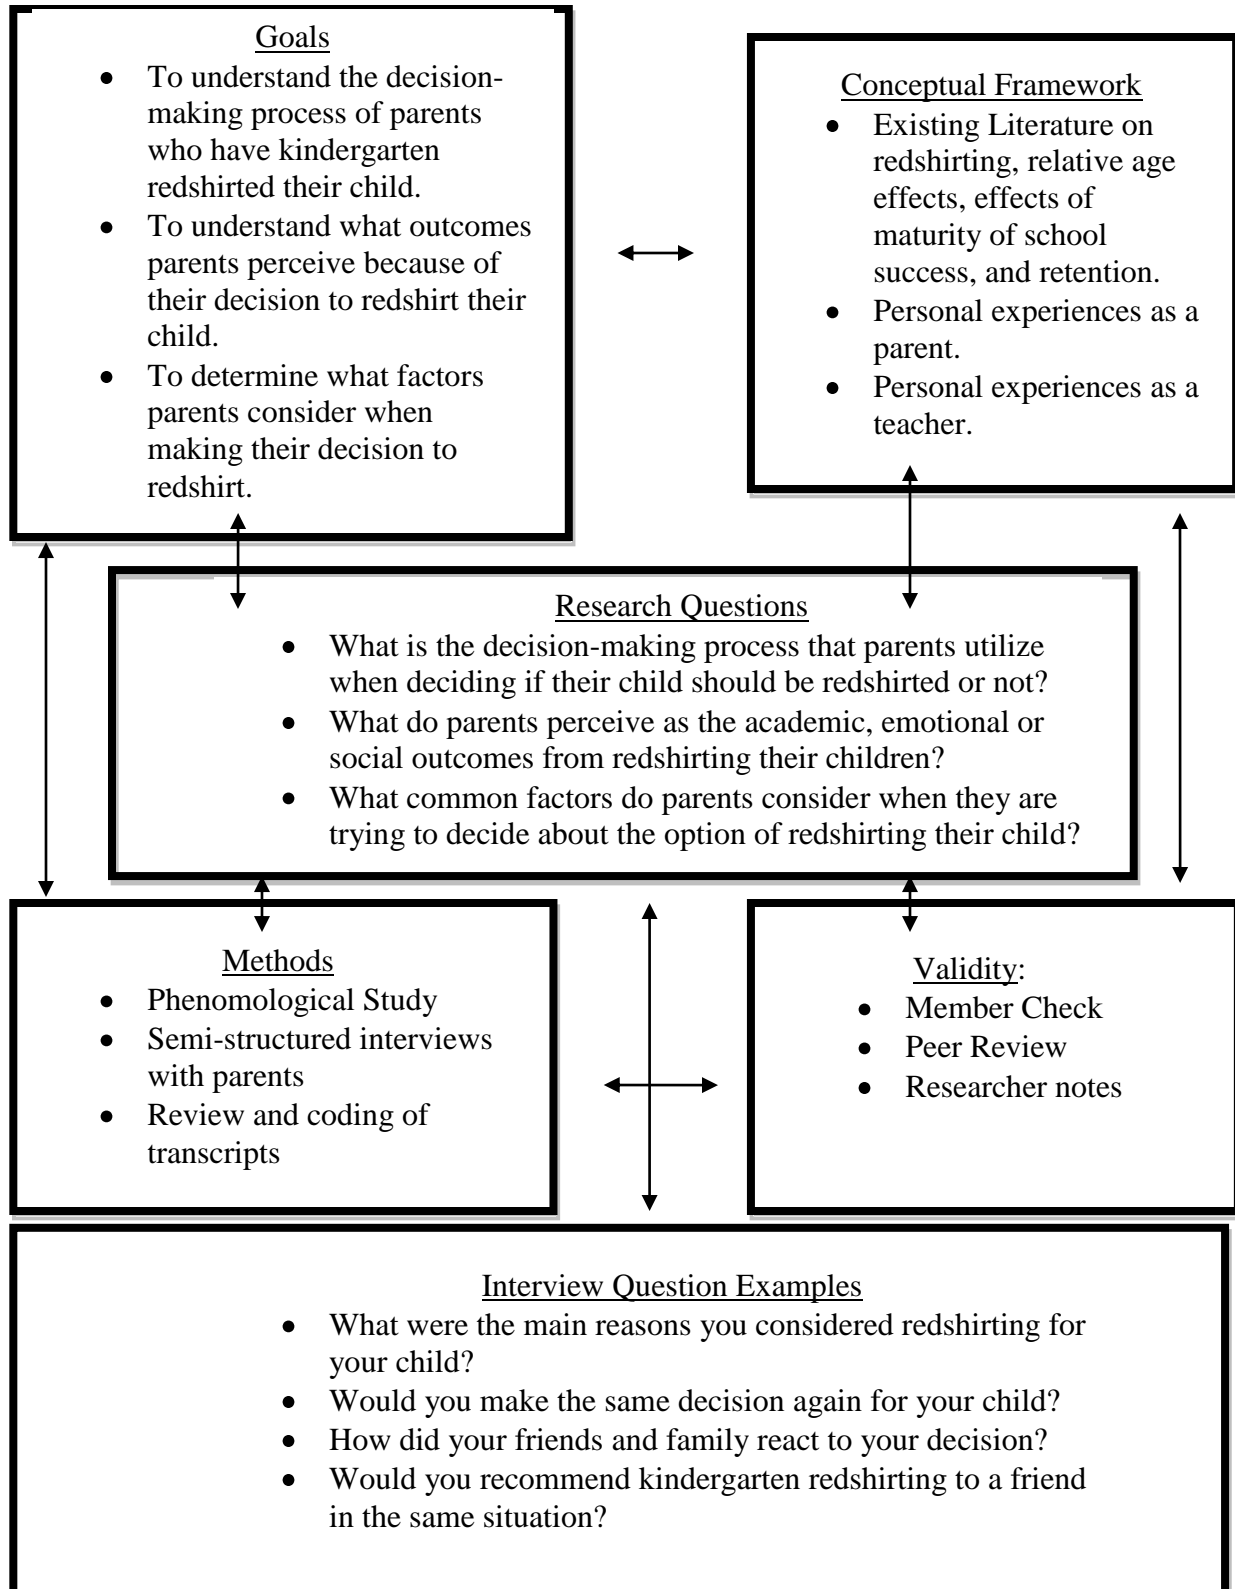 Goals
• To understand the decision-
making process of parents
who have kindergarten
redshirted their child.
• To understand what outcomes
parents perceive because of
their decision to redshirt their
child.
• To determine what factors
parents consider when
making their decision to
redshirt.
Conceptual Framework
• Existing Literature on
redshirting, relative age
effects, effects of
maturity of school
success, and retention.
• Personal experiences as a
parent.
• Personal experiences as a
teacher.
Research Questions
• What is the decision-making process that parents utilize
when deciding if their child should be redshirted or not?
• What do parents perceive as the academic, emotional or
social outcomes from redshirting their children?
• What common factors do parents consider when they are
trying to decide about the option of redshirting their child?
Methods
• Phenomological Study
• Semi-structured interviews
with parents
• Review and coding of
transcripts
Validity:
• Member Check
• Peer Review
• Researcher notes
Interview Question Examples
• What were the main reasons you considered redshirting for
your child?
• Would you make the same decision again for your child?
• How did your friends and family react to your decision?
• Would you recommend kindergarten redshirting to a friend
in the same situation?